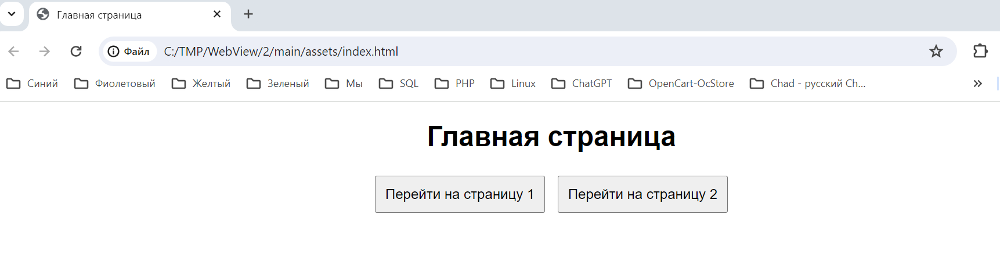 Главная страница
Файл C:/TMP/WebView/2/main/assets/index.html
Синий Фиолетовый Желтый Зеленый Мы SQL PHP Linux ChatGPT OpenCart-OcStore Chad - русский Ch...
Главная страница
Перейти на страницу 1 Перейти на страницу 2